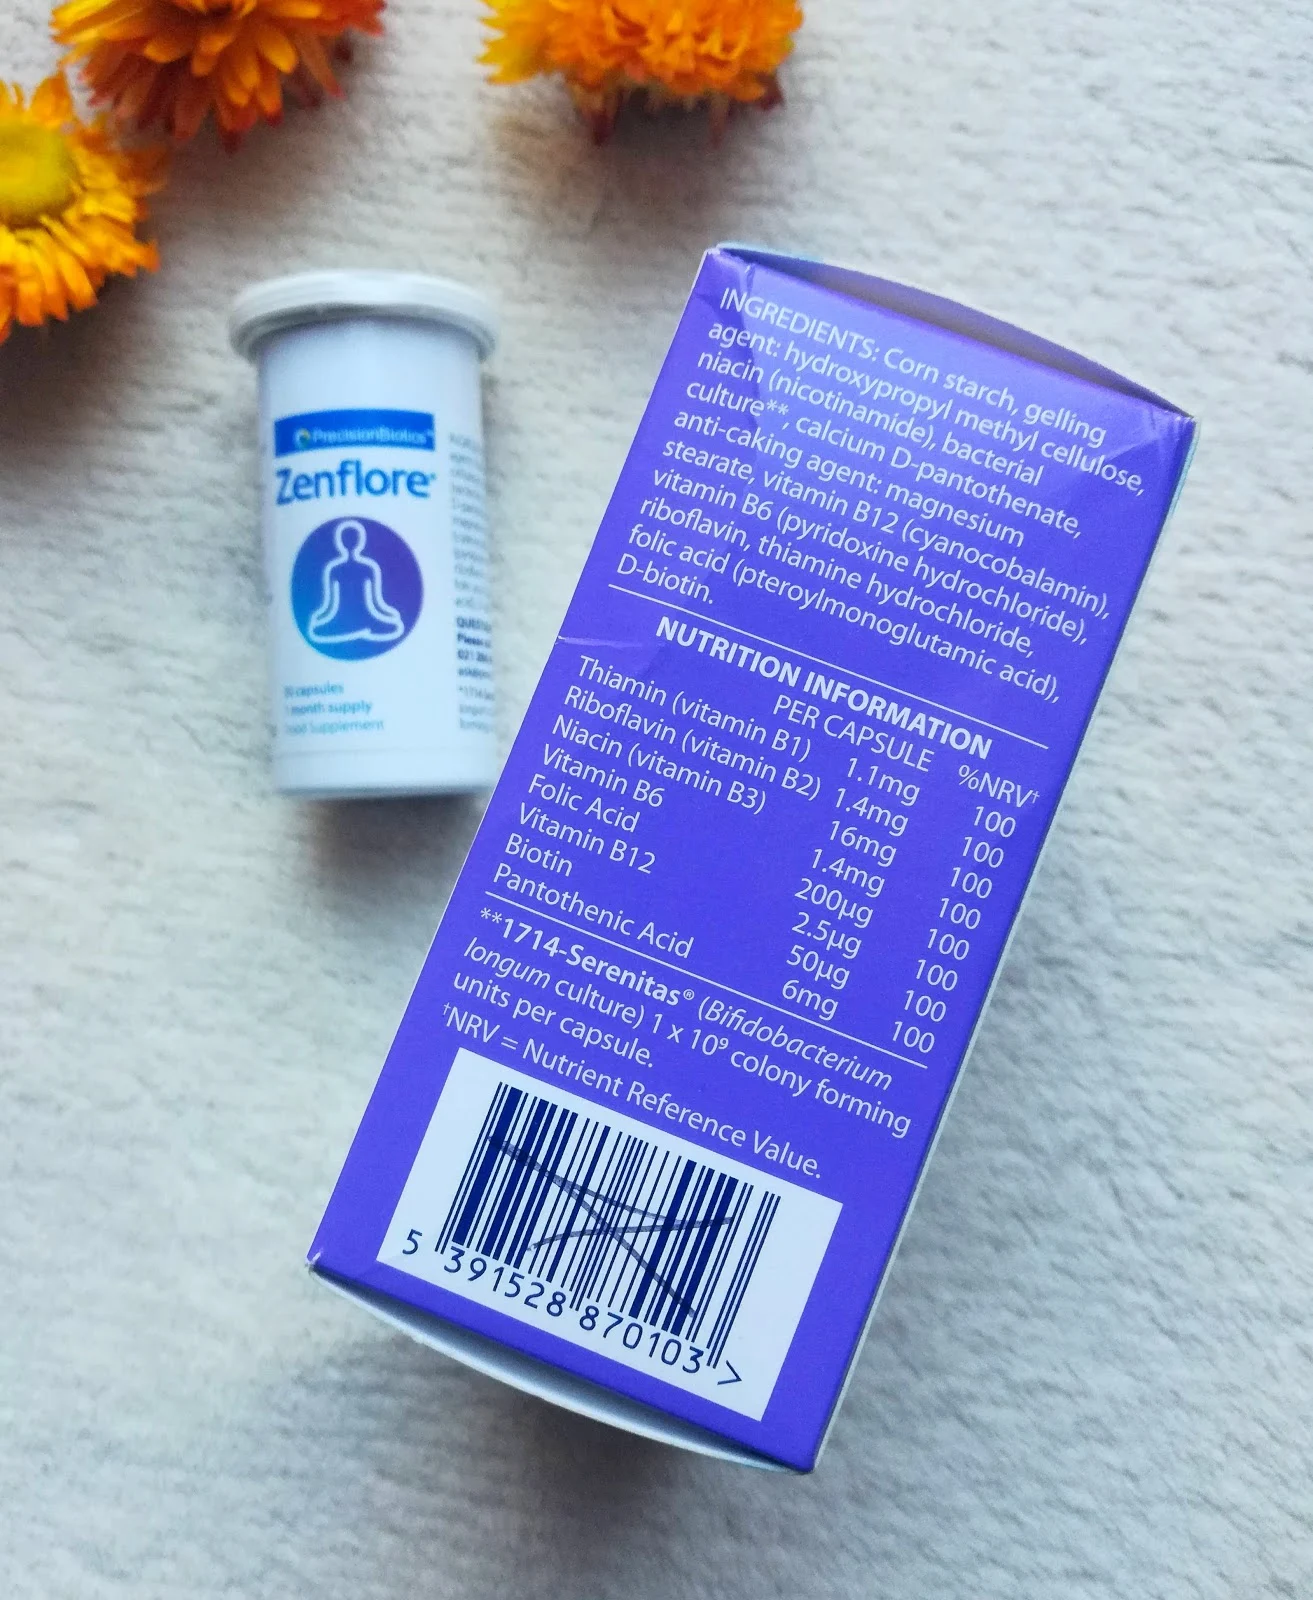 PrecisionBiotics™
Zenflore®
capsules
month supply
Supplement
INGREDIENTS: Corn starch, gelling
agent: hydroxypropyl methyl cellulose,
niacin (nicotinamide), bacterial
culture**, calcium D-pantothenate,
anti-caking agent: magnesium
stearate, vitamin B12 (cyanocobalamin),
vitamin B6 (pyridoxine hydrochloride),
riboflavin, thiamine hydrochloride,
folic acid (pteroylmonoglutamic acid),
D-biotin.
NUTRITION INFORMATION
PER CAPSULE %NRV†
Thiamin (vitamin B1) 1.1mg 100
Riboflavin (vitamin B2) 1.4mg 100
Niacin (vitamin B3) 16mg 100
Vitamin B6 1.4mg 100
Folic Acid 200µg 100
Vitamin B12 2.5µg 100
Biotin 50µg 100
Pantothenic Acid 6mg 100
**1714-Serenitas® (Bifidobacterium
longum culture) 1 x 10⁹ colony forming
units per capsule.
†NRV = Nutrient Reference Value.
5 391528 870103 >